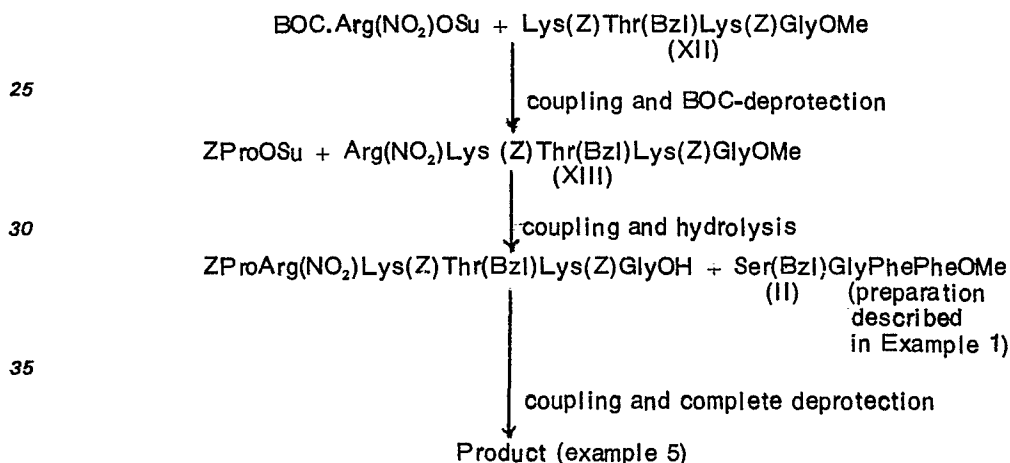 BOC.Arg(NO₂)OSu + Lys(Z)Thr(Bzl)Lys(Z)GlyOMe
(XII)
25
coupling and BOC-deprotection
ZProOSu + Arg(NO₂)Lys (Z)Thr(Bzl)Lys(Z)GlyOMe
(XIII)
30
coupling and hydrolysis
ZProArg(NO₂)Lys(Z)Thr(Bzl)Lys(Z)GlyOH + Ser(Bzl)GlyPhePheOMe
(II) (preparation
described
in Example 1)
35
coupling and complete deprotection
Product (example 5)